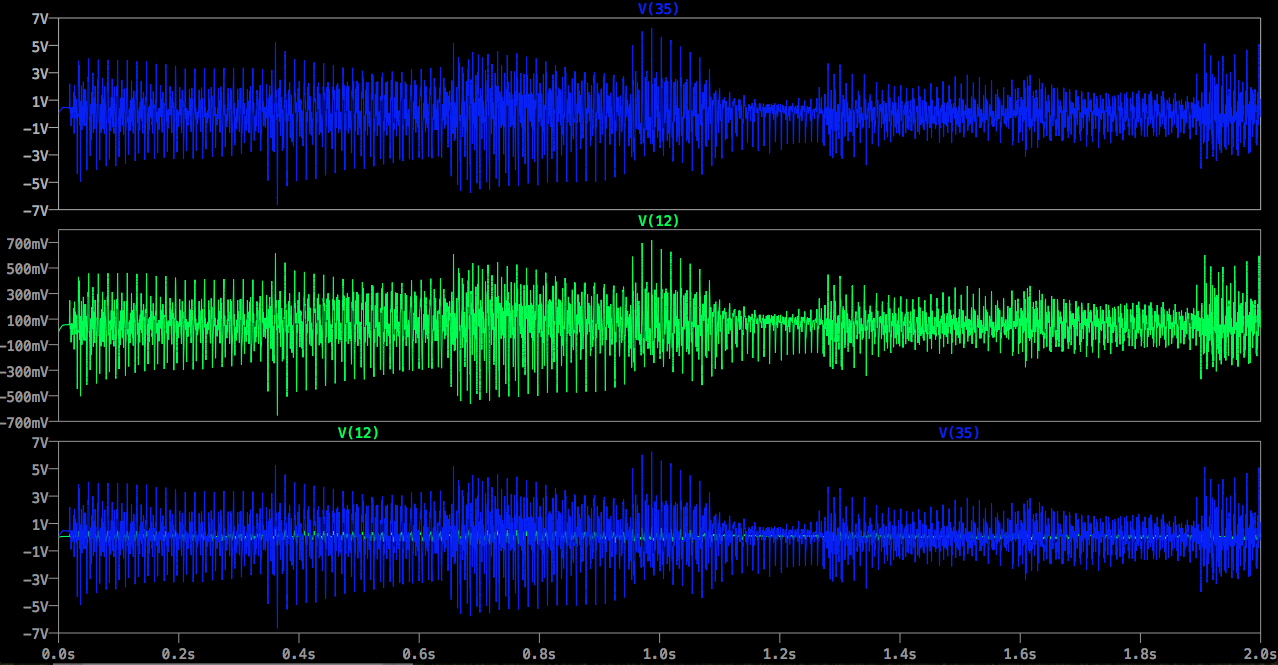 V(35)
7V
5V
3V
1V
-1V
-3V
-5V
-7V
V(12)
700mV
500mV
300mV
100mV
-100mV
-300mV
-500mV
-700mV
V(12) V(35)
7V
5V
3V
1V
-1V
-3V
-5V
-7V
0.0s 0.2s 0.4s 0.6s 0.8s 1.0s 1.2s 1.4s 1.6s 1.8s 2.0s